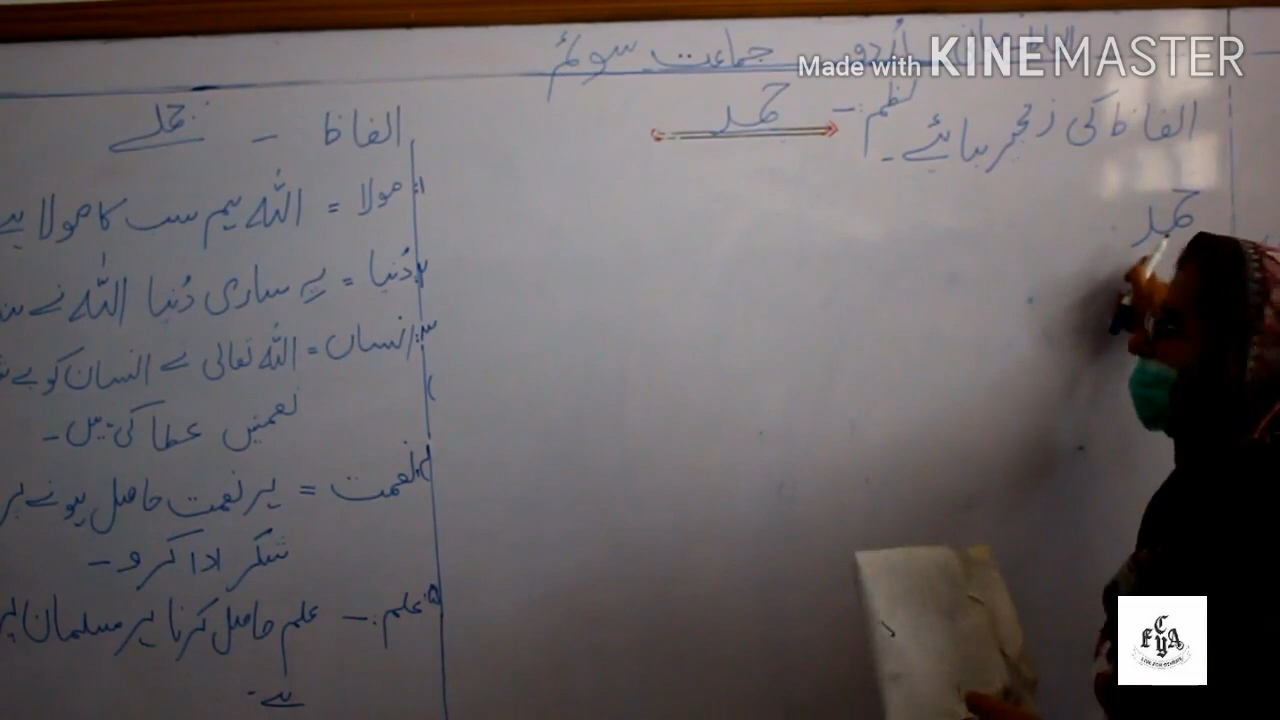 Made with KINEMASTER
اُردو جماعت سوئم
نظم:- حمد
الفاظ کی زنجیر بنایئے۔
حمد
الفاظ - جملے
۱: مولا = اللہ ہم سب کا مولا ہے
۲: دُنیا = یہ ساری دُنیا اللہ نے
۳: انسان = اللہ تعالی نے انسان کو بے
نعمتیں عطا کی ہیں۔
۴: نعمت = ہر نعمت حاصل ہونے پر
شکر ادا کرو۔
۵: علم:- علم حاصل کرنا ہر مسلمان پر
ہے۔
E C Y A